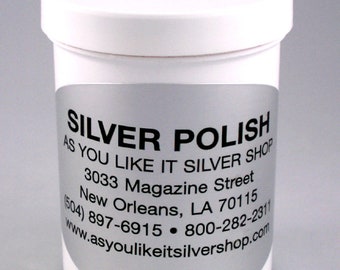 SILVER POLISH
AS YOU LIKE IT SILVER SHOP
3033 Magazine Street
New Orleans, LA 70115
(504) 897-6915 • 800-282-2311
www.asyoulikeitsilvershop.com